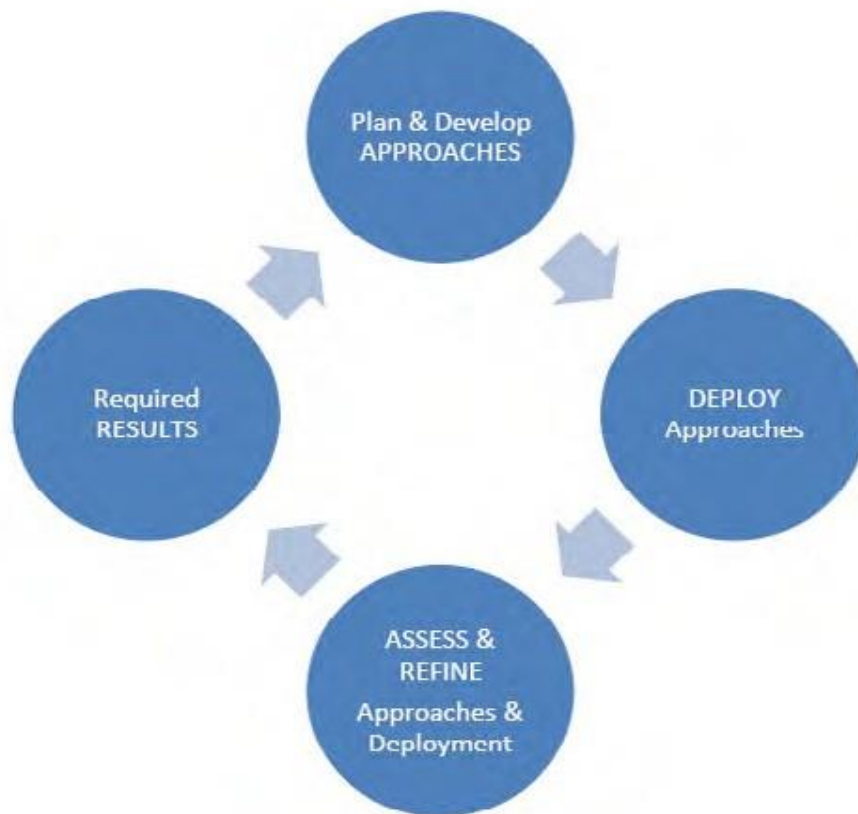 Plan & Develop
APPROACHES
DEPLOY
Approaches
ASSESS &
REFINE
Approaches &
Deployment
Required
RESULTS